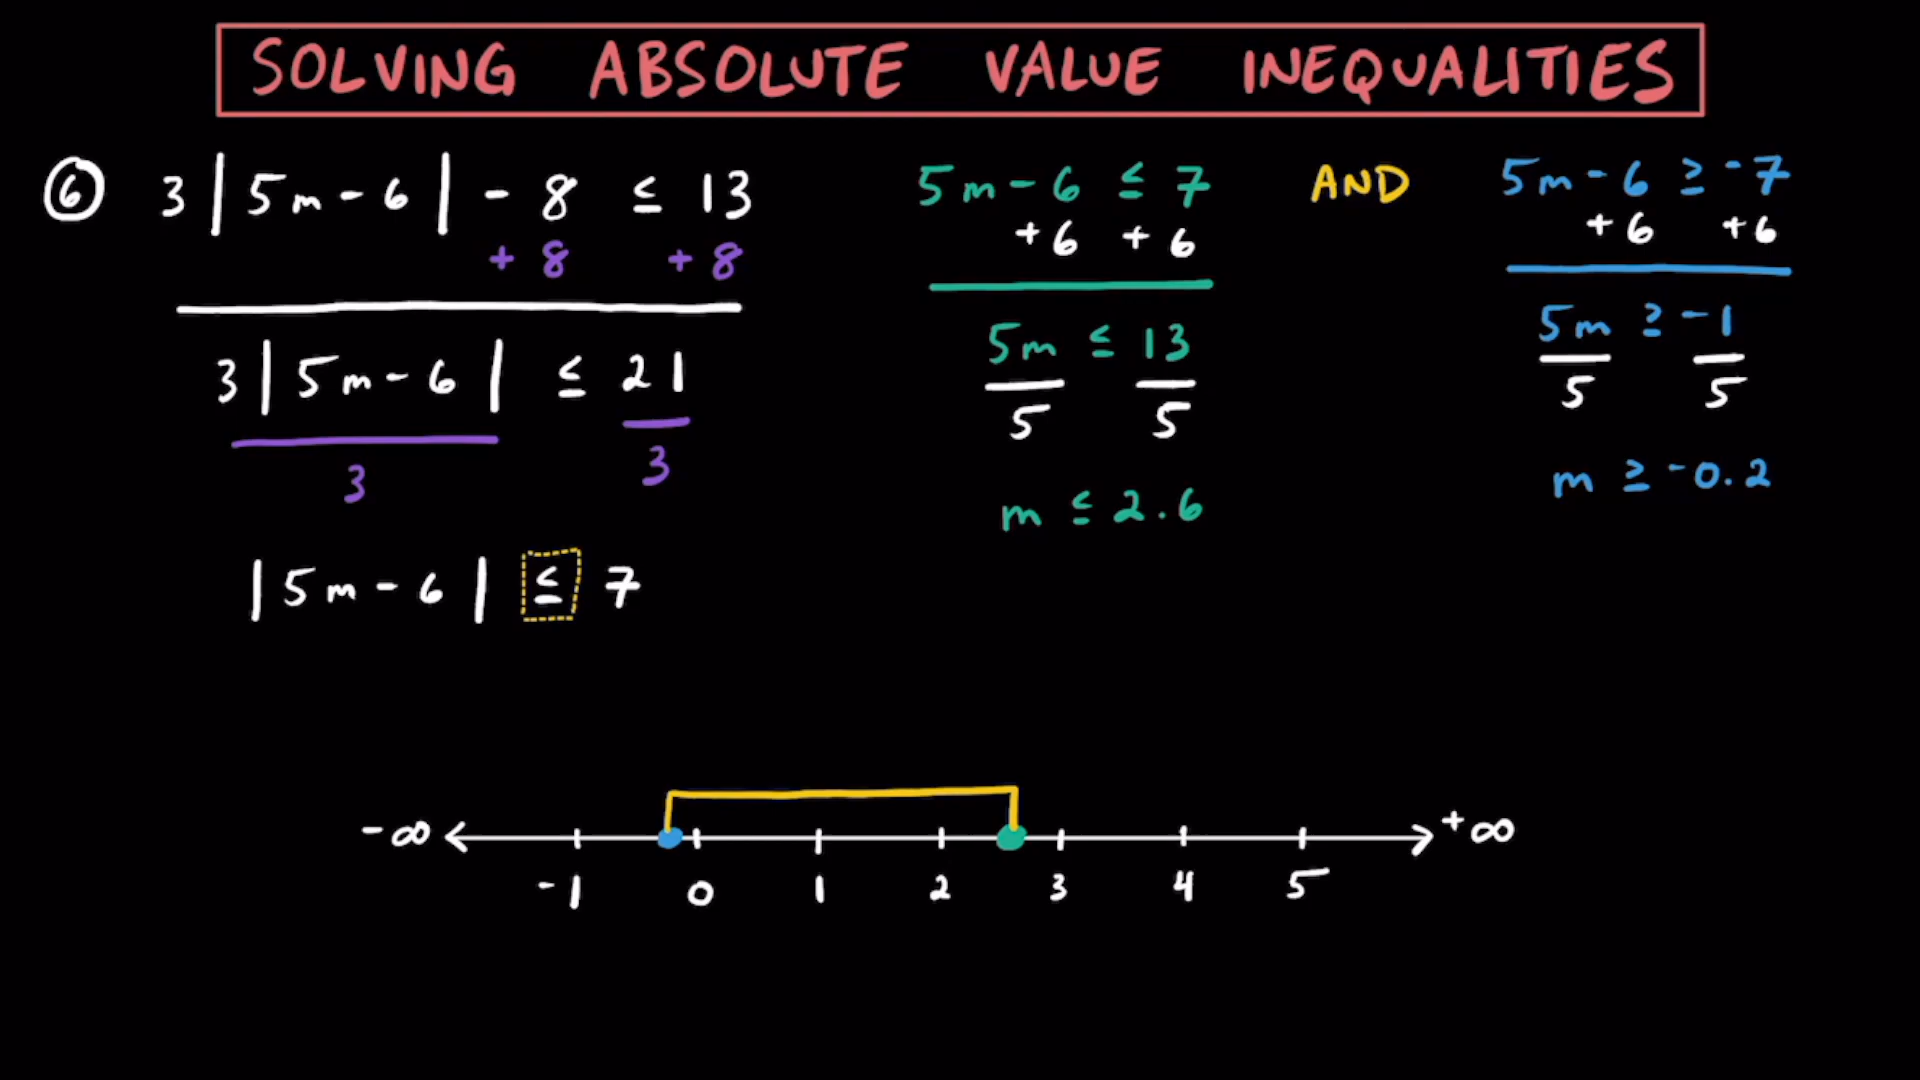 SOLVING ABSOLUTE VALUE INEQUALITIES
6
3|5m - 6| - 8 ≤ 13
+ 8 + 8
3|5m - 6| ≤ 21
3 3
|5m - 6| ≤ 7
5m - 6 ≤ 7
+ 6 + 6
5m ≤ 13
5 5
m ≤ 2.6
AND
5m - 6 ≥ -7
+ 6 + 6
5m ≥ -1
5 5
m ≥ -0.2
-∞ +∞
-1 0 1 2 3 4 5